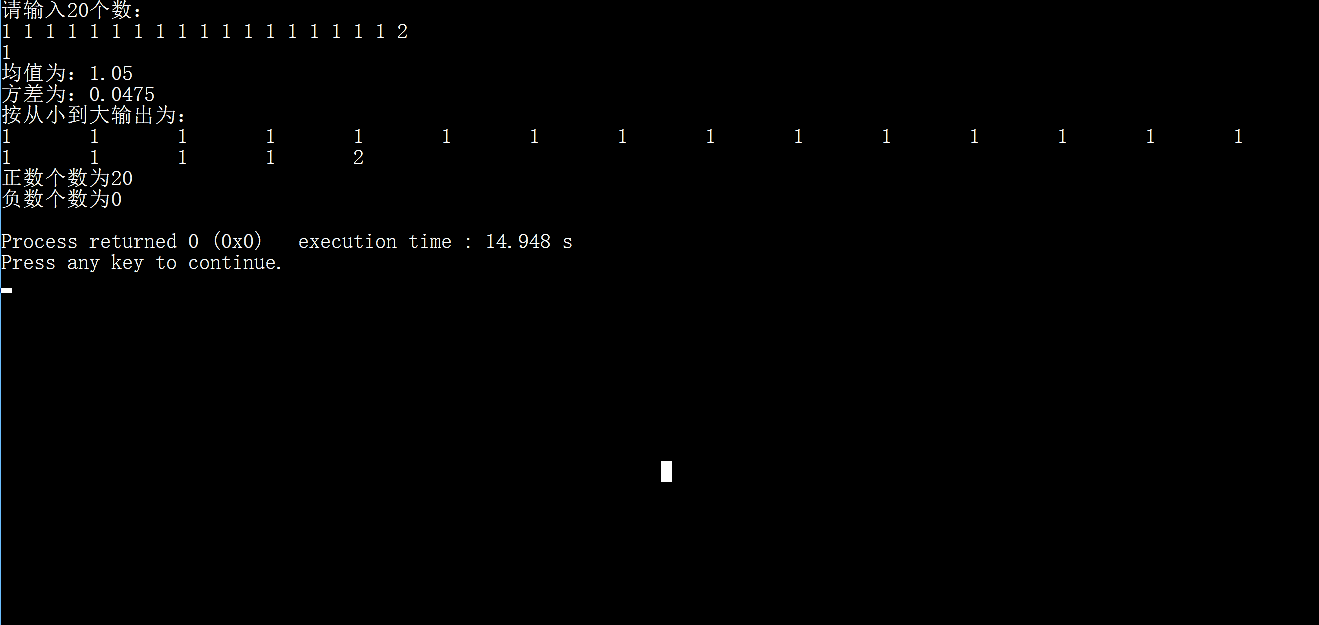 请输入20个数：
1 1 1 1 1 1 1 1 1 1 1 1 1 1 1 1 1 1 2
1
均值为：1.05
方差为：0.0475
按从小到大输出为：
1 1 1 1 1 1 1 1 1 1 1 1 1 1 1
1 1 1 1 2
正数个数为20
负数个数为0
Process returned 0 (0x0) execution time : 14.948 s
Press any key to continue.